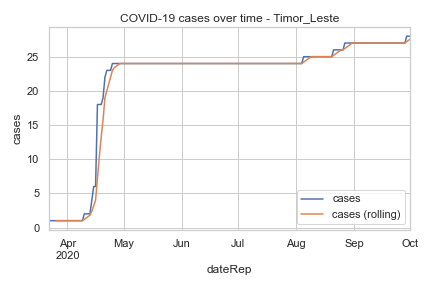 COVID-19 cases over time - Timor_Leste
cases
25
20
15
10
5
0
cases
cases (rolling)
Apr May Jun Jul Aug Sep Oct
2020
dateRep